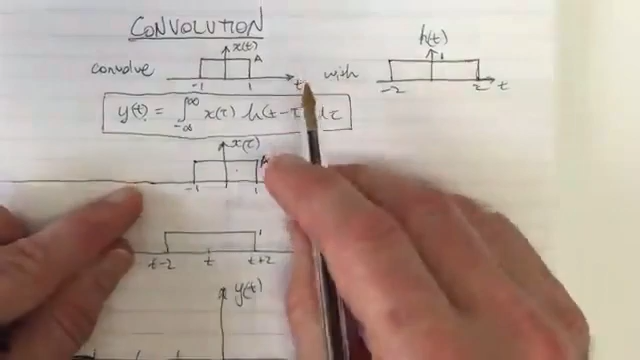 CONVOLUTION
convolve x(t) A -1 1 t with h(t) 1 -2 2 t
y(t) = ∫ x(τ) h(t-τ) dτ
-∞ ∞
x(τ)
-1 1
1
t-2 t t+2
y(t)